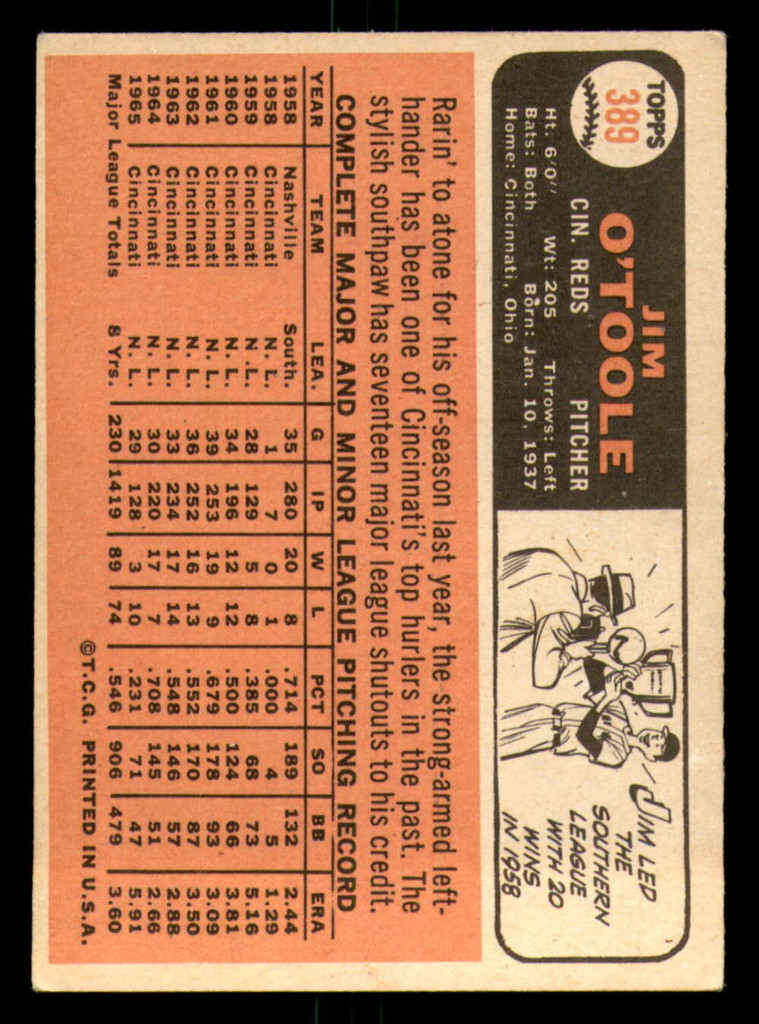 TOPPS
389
JIM
O'TOOLE
CIN. REDS PITCHER
Ht: 6'0" Wt: 205 Throws: Left
Bats: Both Born: Jan. 10, 1937
Home: Cincinnati, Ohio
JIM LED
THE
SOUTHERN
LEAGUE
WITH 20
WINS
IN 1958
Rarin' to atone for his off-season last year, the strong-armed left-
hander has been one of Cincinnati's top hurlers in the past. The
stylish southpaw has seventeen major league shutouts to his credit.
COMPLETE MAJOR AND MINOR LEAGUE PITCHING RECORD
YEAR TEAM LEA. G IP W L PCT SO BB ERA
1958 Nashville South. 35 280 20 8 .714 189 132 2.44
1958 Cincinnati N. L. 1 7 0 1 .000 4 5 1.29
1959 Cincinnati N. L. 28 129 5 8 .385 68 73 5.16
1960 Cincinnati N. L. 34 196 12 12 .500 124 66 3.81
1961 Cincinnati N. L. 39 253 19 9 .679 178 93 3.09
1962 Cincinnati N. L. 36 252 16 13 .552 170 87 3.50
1963 Cincinnati N. L. 33 234 17 14 .548 146 57 2.88
1964 Cincinnati N. L. 30 220 17 7 .708 145 51 2.66
1965 Cincinnati N. L. 29 128 3 10 .231 71 47 5.91
Major League Totals 8 Yrs. 230 1419 89 74 .546 906 479 3.60
©T.C.G. PRINTED IN U.S.A.